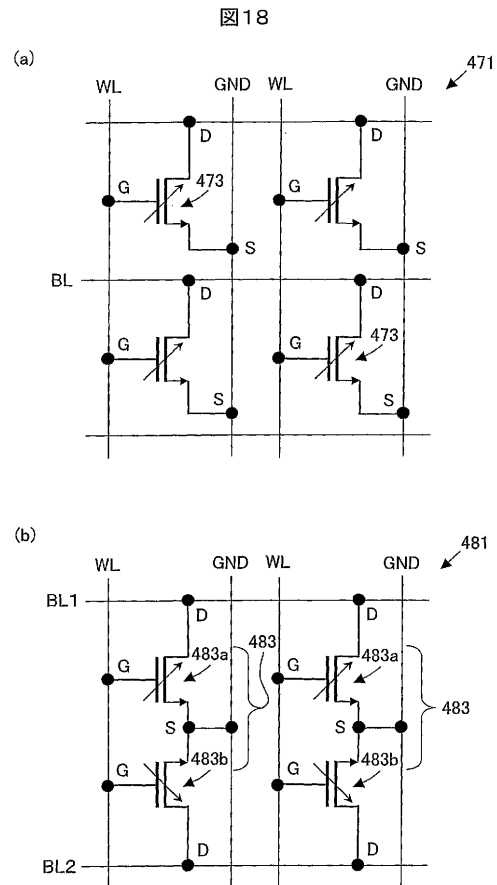 図18
(a)
471
WL GND WL GND
D D
G 473 G
S S
BL D D
G G 473
S S
(b)
481
WL GND WL GND
BL1
D D
483
G 483a G 483a
S S 483
G 483b G 483b
D D
BL2